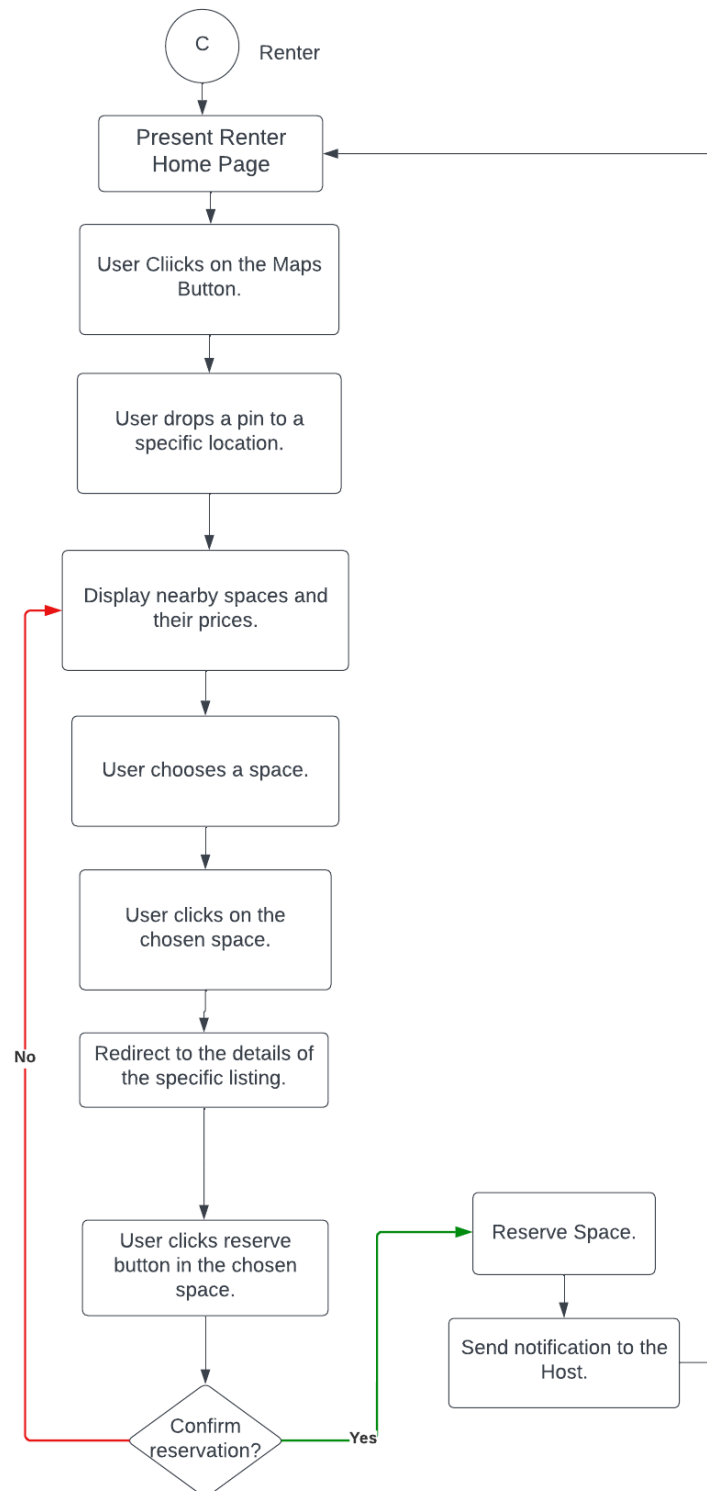 C
Renter
Present Renter
Home Page
User Cliicks on the Maps
Button.
User drops a pin to a
specific location.
Display nearby spaces and
their prices.
User chooses a space.
User clicks on the
chosen space.
No
Redirect to the details of
the specific listing.
User clicks reserve
button in the chosen
space.
Reserve Space.
Send notification to the
Host.
Confirm
reservation?
Yes